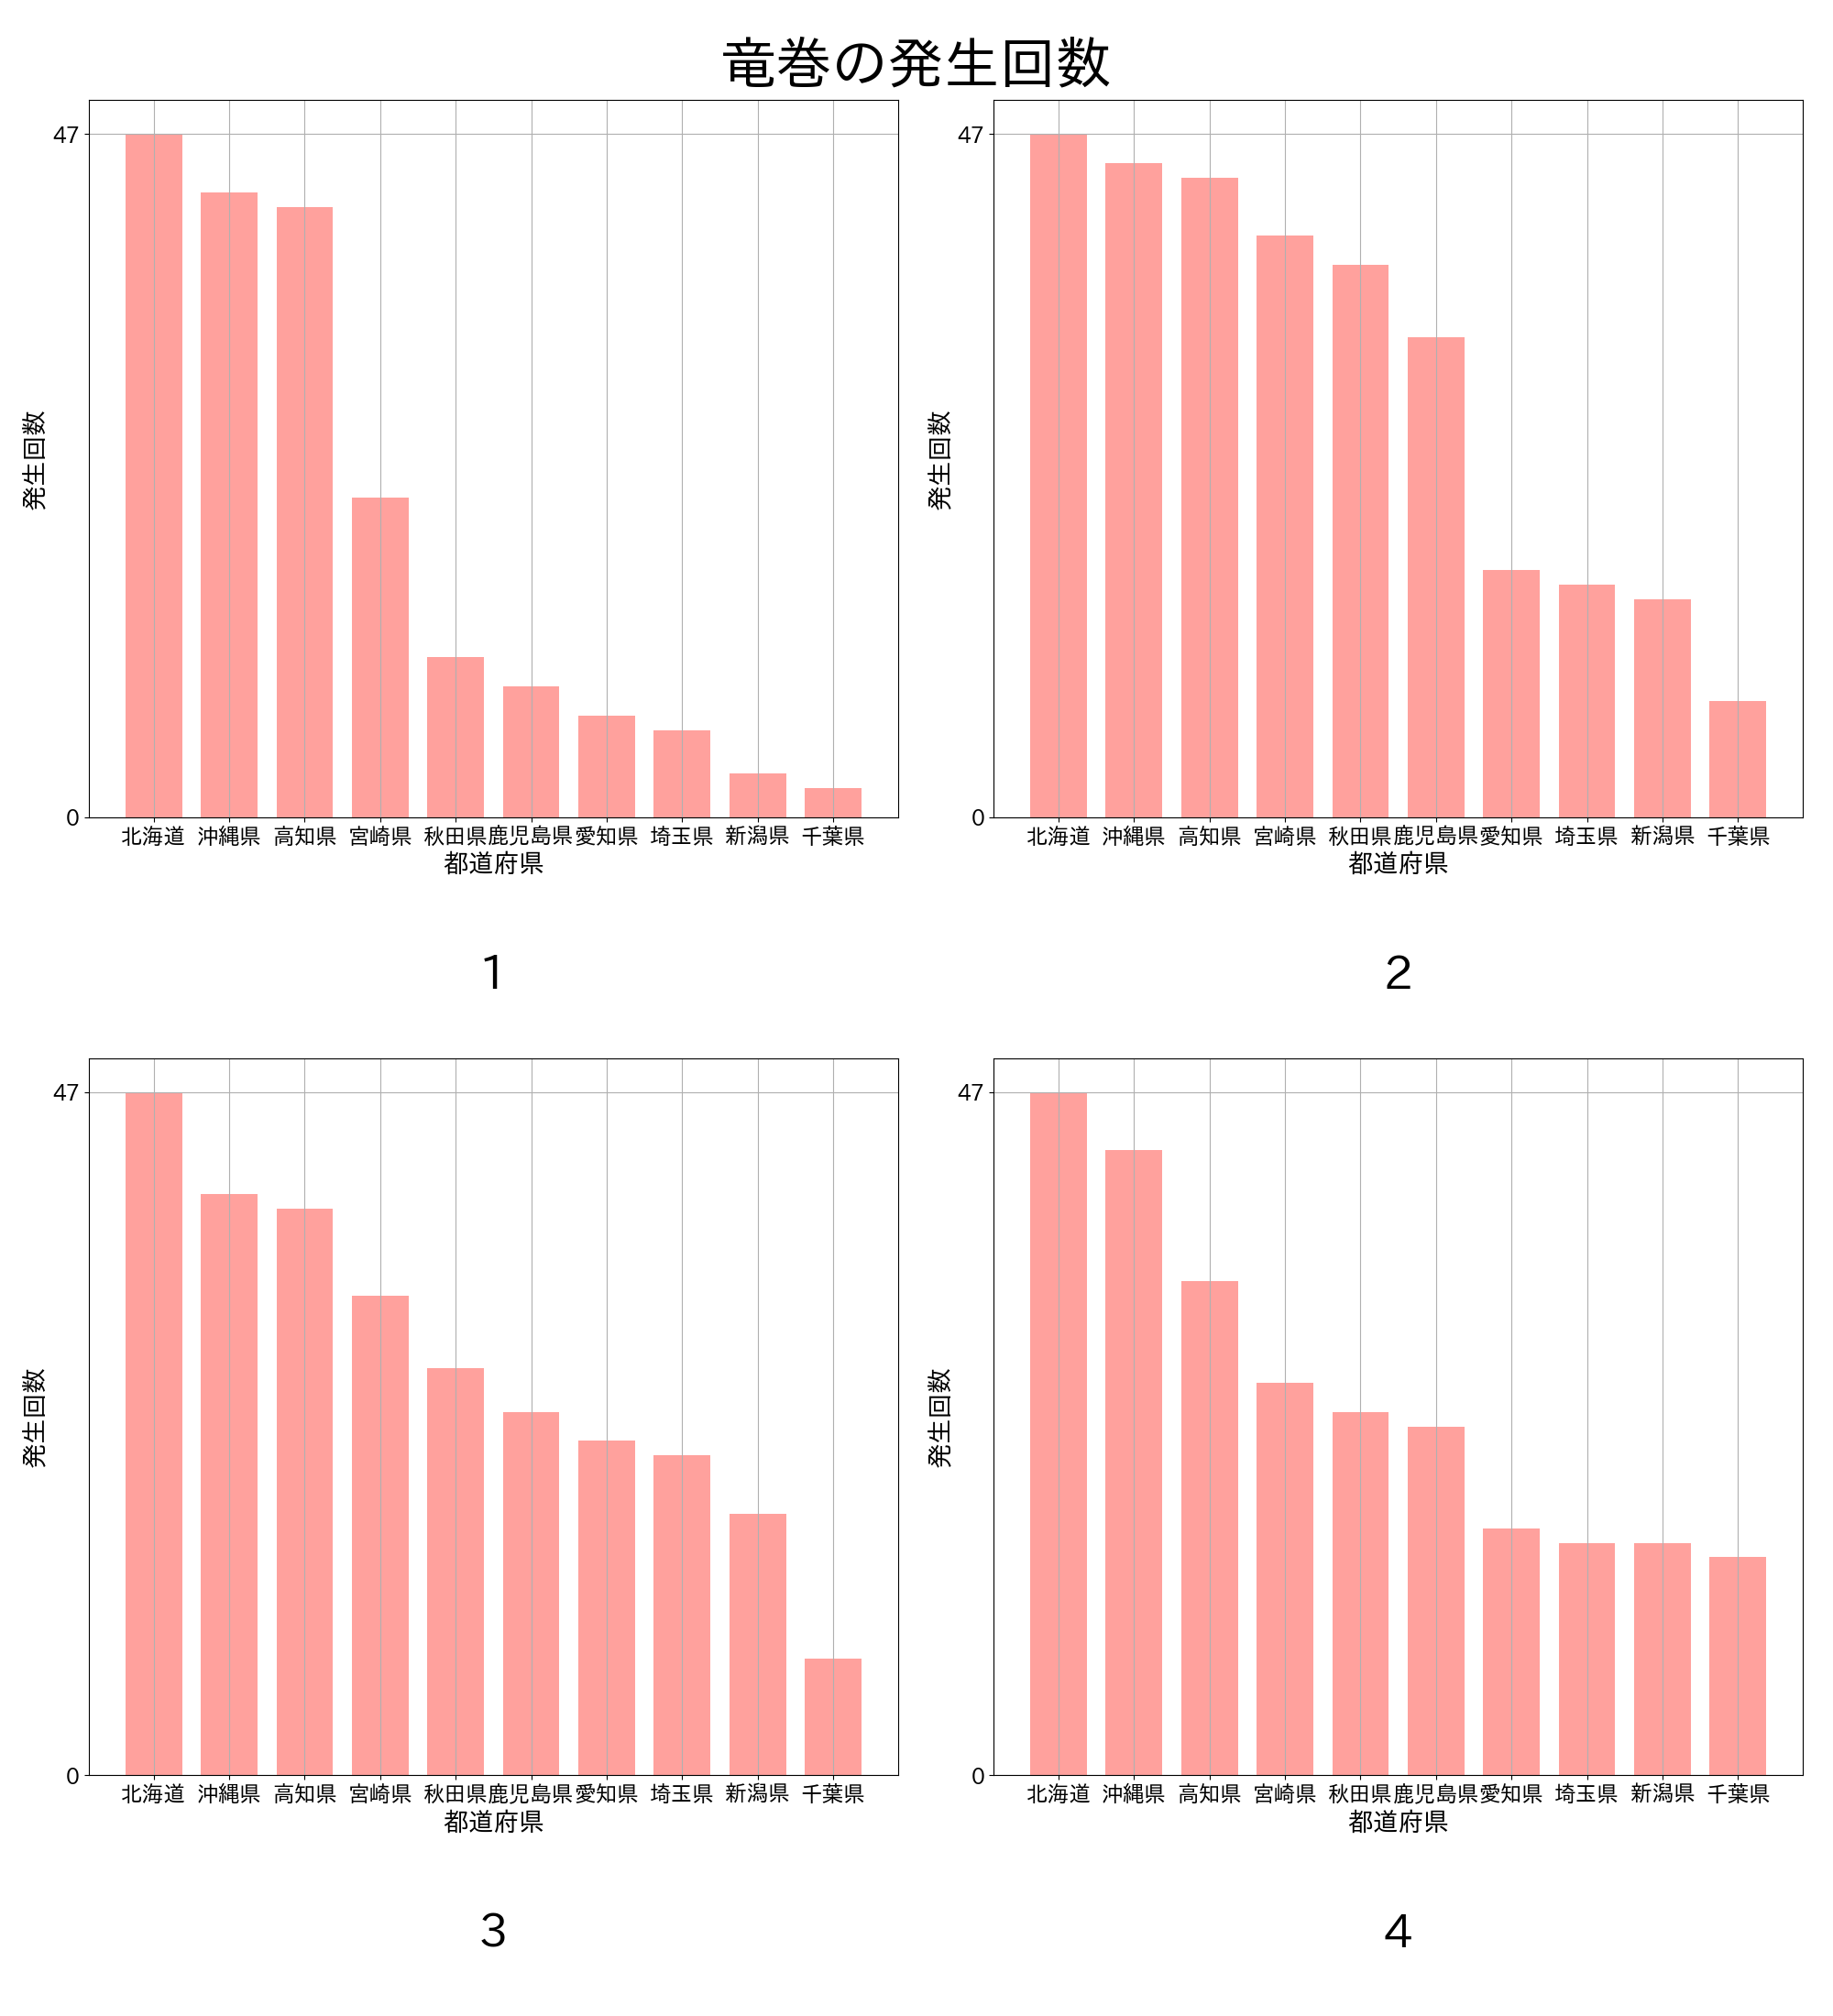 竜巻の発生回数
47
0
発生回数
北海道 沖縄県 高知県 宮崎県 秋田県 鹿児島県 愛知県 埼玉県 新潟県 千葉県
都道府県
1
47
0
発生回数
北海道 沖縄県 高知県 宮崎県 秋田県 鹿児島県 愛知県 埼玉県 新潟県 千葉県
都道府県
2
47
0
発生回数
北海道 沖縄県 高知県 宮崎県 秋田県 鹿児島県 愛知県 埼玉県 新潟県 千葉県
都道府県
3
47
0
発生回数
北海道 沖縄県 高知県 宮崎県 秋田県 鹿児島県 愛知県 埼玉県 新潟県 千葉県
都道府県
4